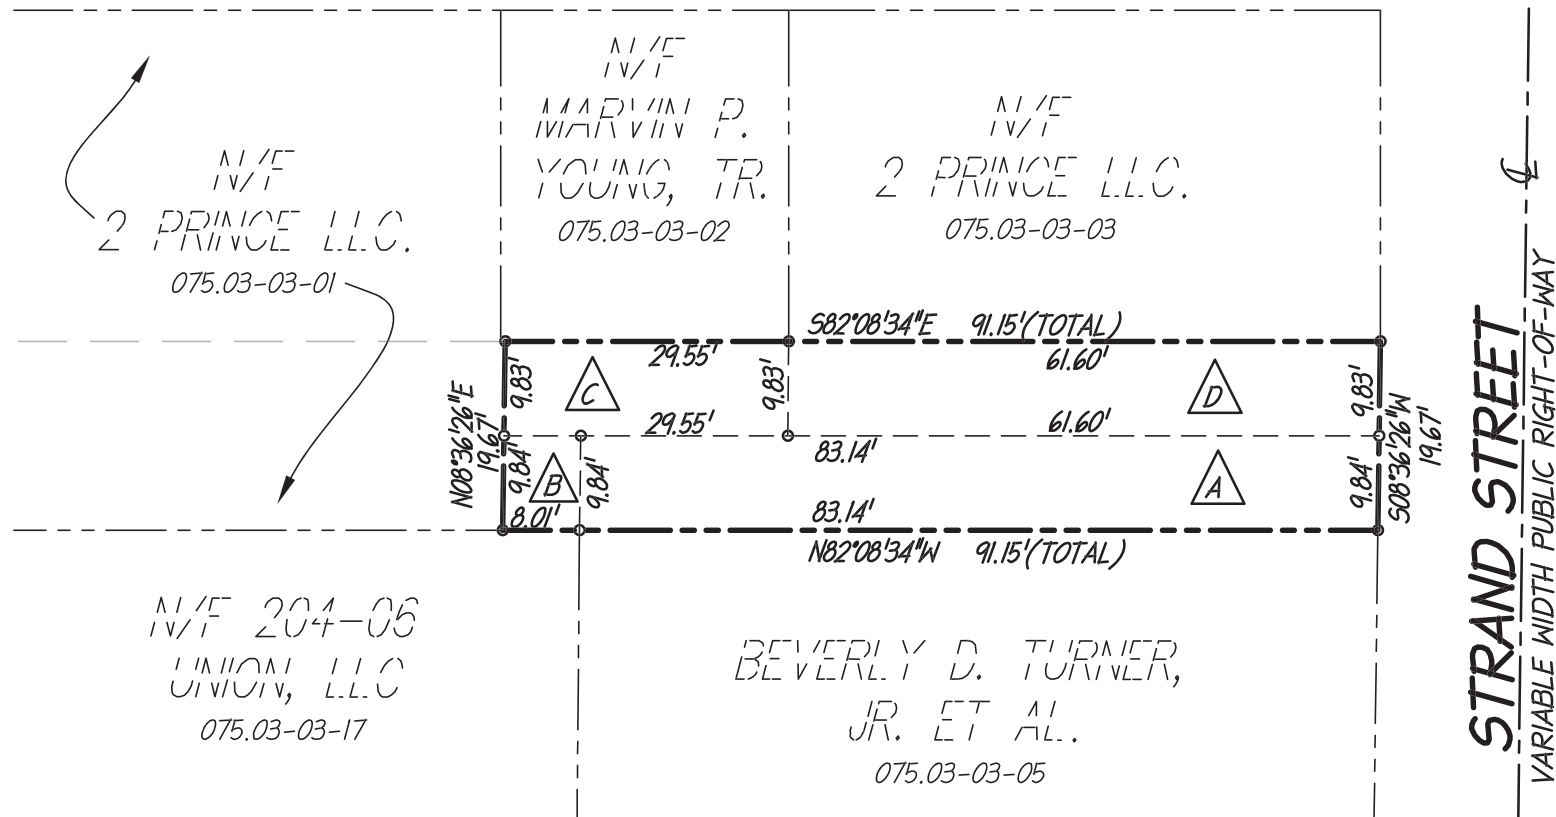 N/F
MARVIN P.
YOUNG, TR.
075.03-03-02
N/F
2 PRINCE LLC.
075.03-03-03
N/F
2 PRINCE LLC.
075.03-03-01
S82°08'34"E 91.15'(TOTAL)
29.55'
61.60'
9.83'
C
9.83'
D
9.83'
N08°36'26"E
19.67'
29.55'
61.60'
83.14'
S08°36'26"W
19.67'
9.84'
B
9.84'
A
9.84'
8.01'
83.14'
N82°08'34"W 91.15'(TOTAL)
N/F 204-06
UNION, LLC
075.03-03-17
BEVERLY D. TURNER,
JR. ET AL.
075.03-03-05
STRAND STREET
VARIABLE WIDTH PUBLIC RIGHT-OF-WAY
℄